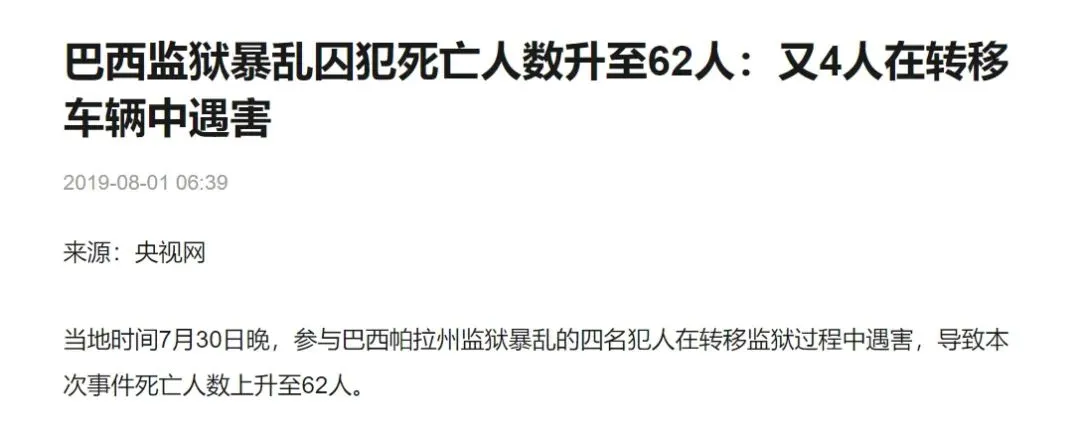 巴西监狱暴乱囚犯死亡人数升至62人：又4人在转移
车辆中遇害
2019-08-01 06:39
来源：央视网
当地时间7月30日晚，参与巴西帕拉州监狱暴乱的四名犯人在转移监狱过程中遇害，导致本
次事件死亡人数上升至62人。